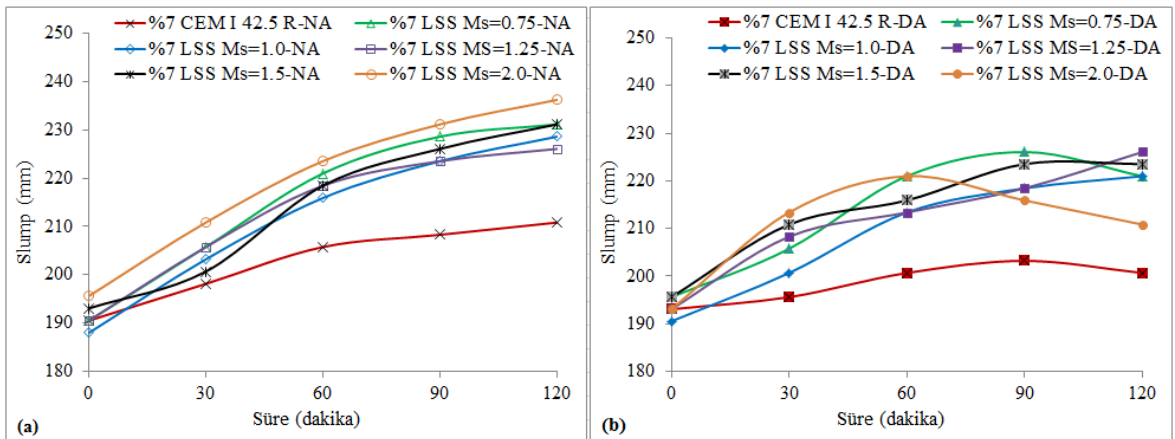 %7 CEM I 42.5 R-NA %7 LSS Ms=0.75-NA
%7 LSS Ms=1.0-NA %7 LSS MS=1.25-NA
%7 LSS Ms=1.5-NA %7 LSS Ms=2.0-NA
250
240
230
220
210
200
190
180
Slump (mm)
0 30 60 90 120
Süre (dakika)
(a)
%7 CEM I 42.5 R-DA %7 LSS Ms=0.75-DA
%7 LSS Ms=1.0-DA %7 LSS MS=1.25-DA
%7 LSS Ms=1.5-DA %7 LSS Ms=2.0-DA
250
240
230
220
210
200
190
180
Slump (mm)
0 30 60 90 120
Süre (dakika)
(b)